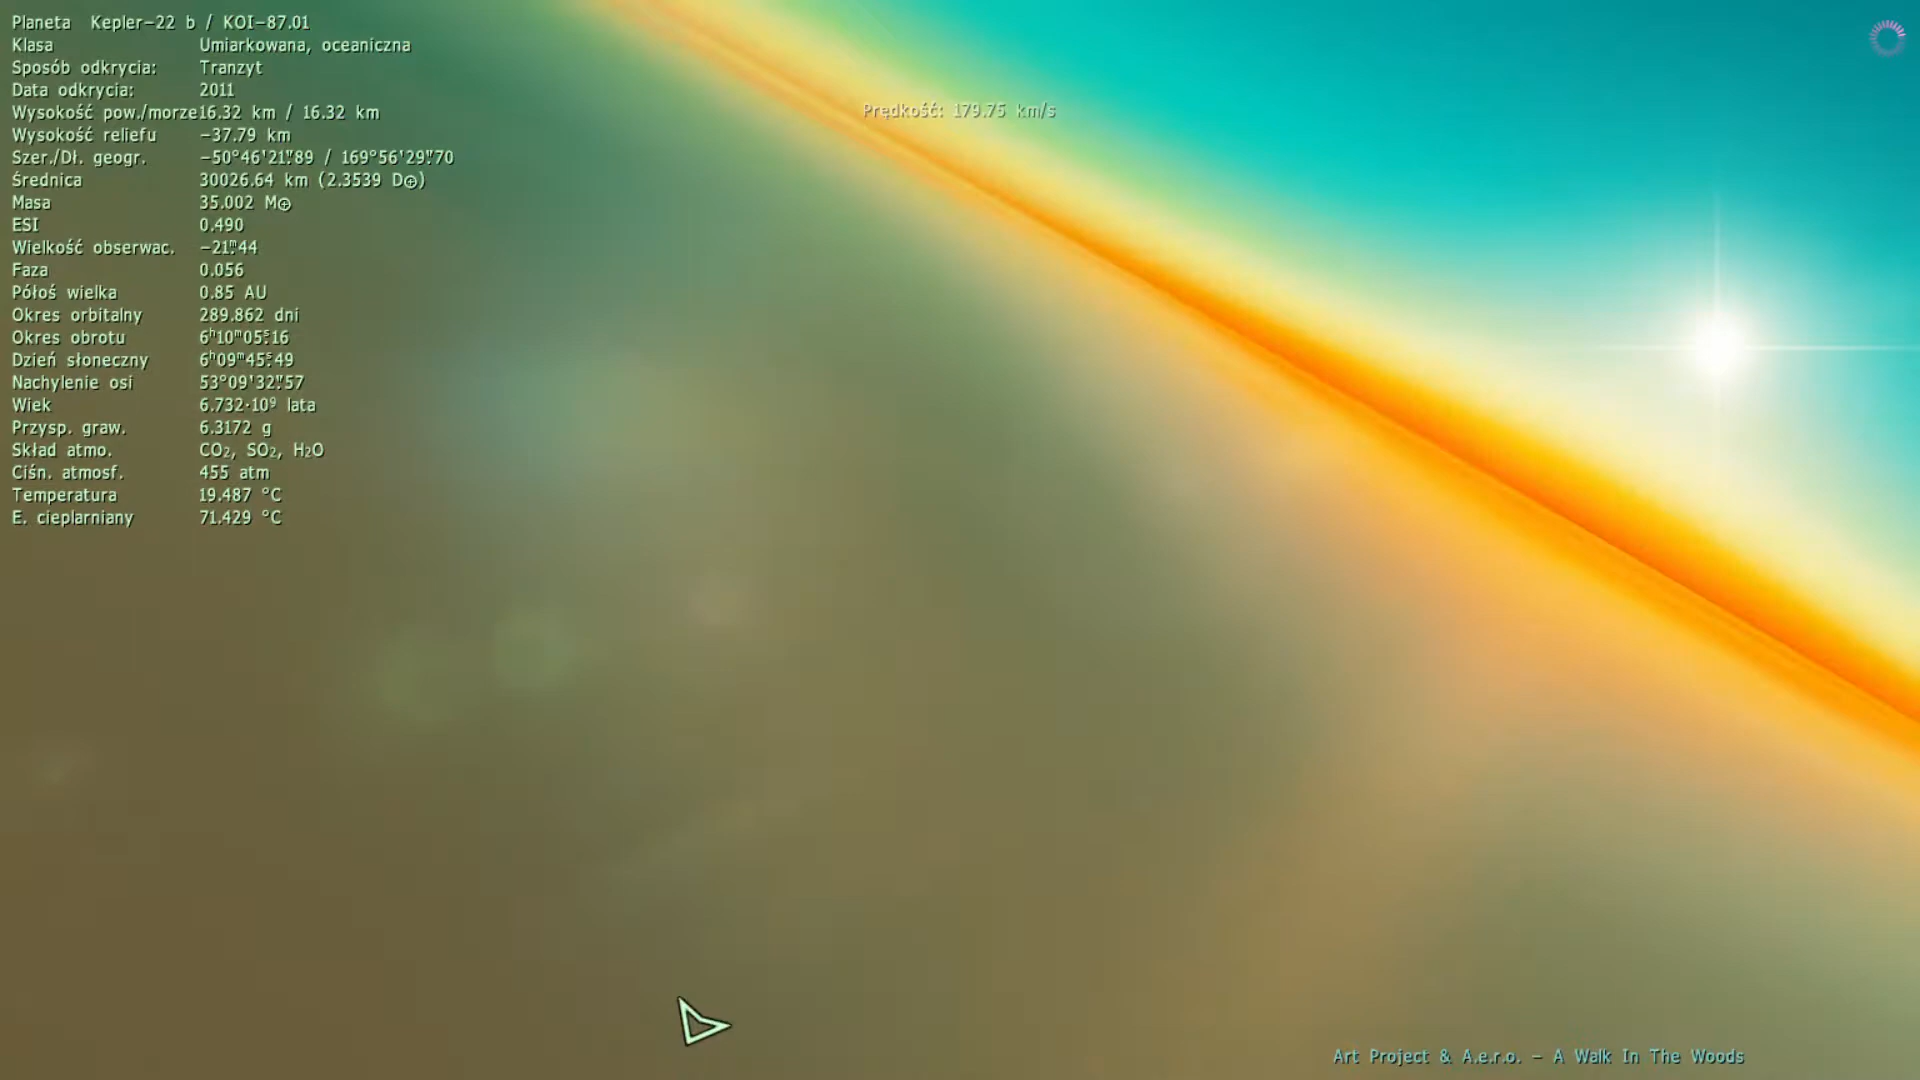 Planeta Kepler-22 b / KOI-87.01
Klasa Umiarkowana, oceaniczna
Sposób odkrycia: Tranzyt
Data odkrycia: 2011
Wysokość pow./morze16.32 km / 16.32 km
Prędkość: 179.75 km/s
Wysokość reliefu -37.79 km
Szer./Dł. geogr. -50°46'21"89 / 169°56'29"70
Średnica 30026.64 km (2.3539 D⊕)
Masa 35.002 M⊕
ESI 0.490
Wielkość obserwac. -21ᵐ44
Faza 0.056
Półoś wielka 0.85 AU
Okres orbitalny 289.862 dni
Okres obrotu 6ʰ10ᵐ05ˢ16
Dzień słoneczny 6ʰ09ᵐ45ˢ49
Nachylenie osi 53°09'32"57
Wiek 6.732·10⁹ lata
Przysp. graw. 6.3172 g
Skład atmo. CO₂, SO₂, H₂O
Ciśn. atmosf. 455 atm
Temperatura 19.487 °C
E. cieplarniany 71.429 °C
Art Project & A.e.r.o. - A Walk In The Woods